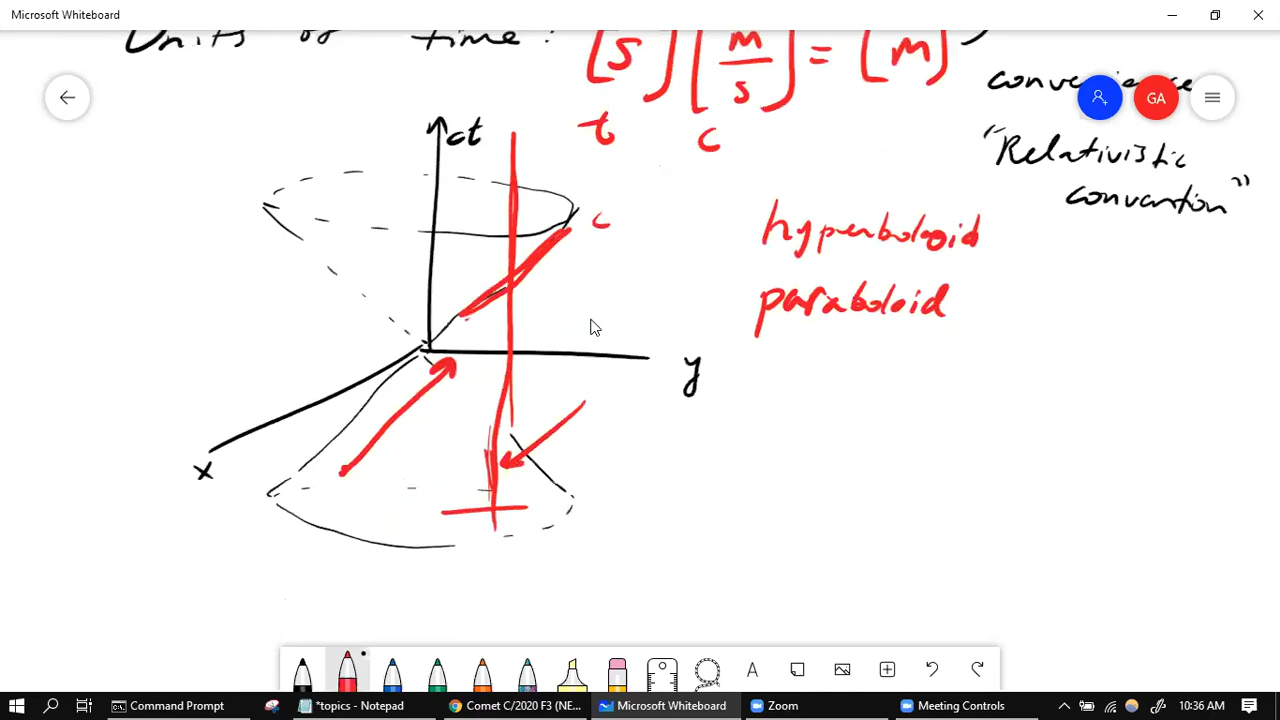 Microsoft Whiteboard
Units of time: [s] [m/s] = [m]
convenience
t c
"Relativistic
convantion"
GA
ct
c
hyperboloid
paraboloid
y
x
A
Command Prompt
*topics - Notepad
Comet C/2020 F3 (NE...
Microsoft Whiteboard
Zoom
Meeting Controls
10:36 AM